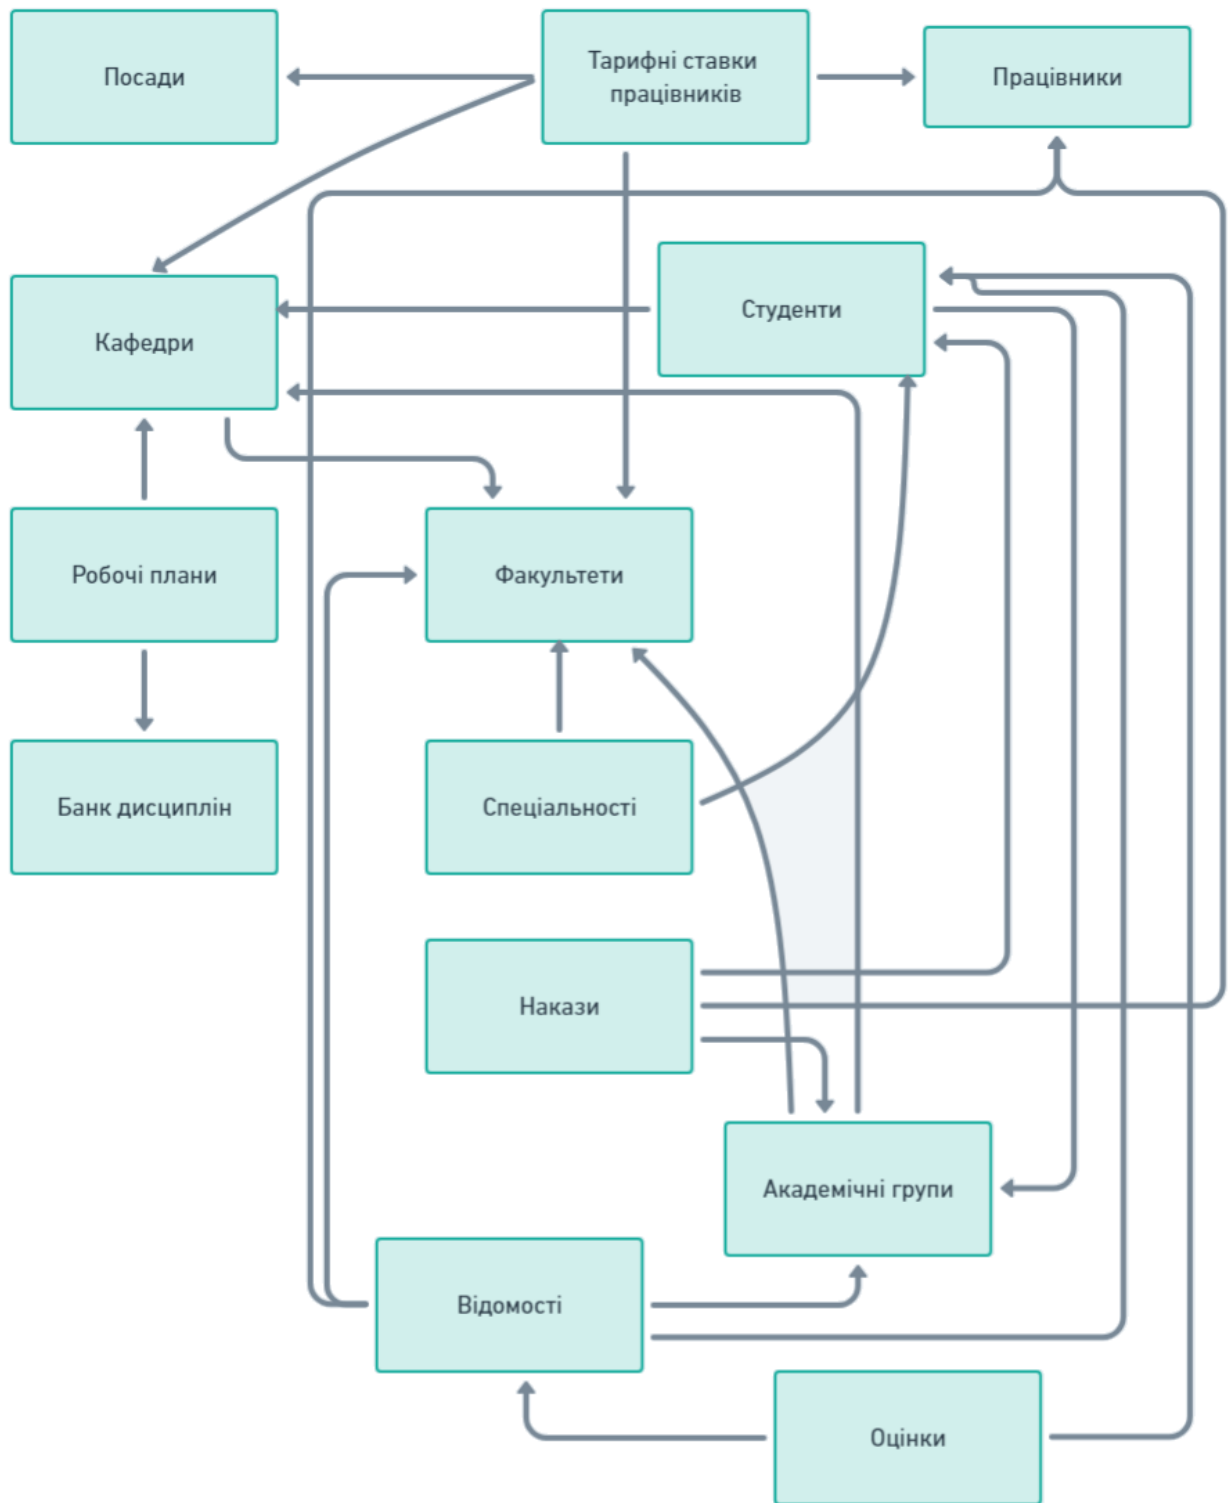 Посади
Тарифні ставки
працівників
Працівники
Студенти
Кафедри
Робочі плани
Факультети
Банк дисциплін
Спеціальності
Накази
Академічні групи
Відомості
Оцінки